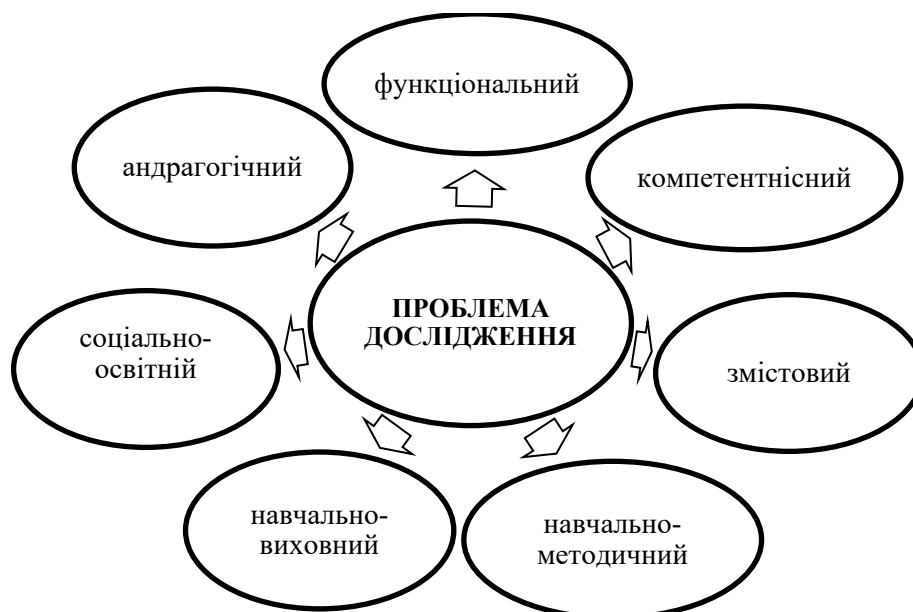 функціональний
андрагогічний
компетентнісний
ПРОБЛЕМА
ДОСЛІДЖЕННЯ
соціально-
освітній
змістовий
навчально-
виховний
навчально-
методичний